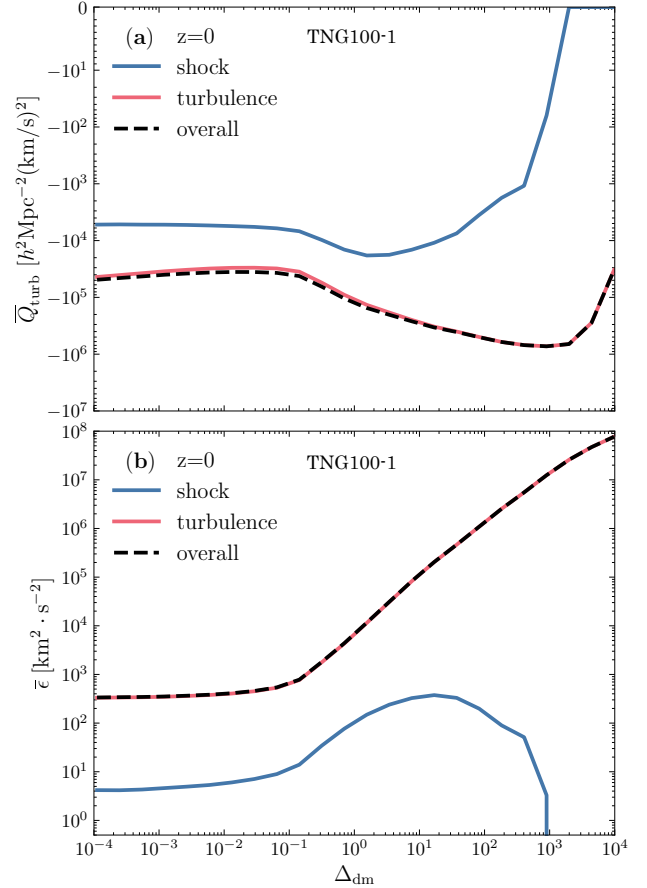 0
(a) z=0 TNG100-1
shock
turbulence
overall
−10¹
−10²
−10³
−10⁴
−10⁵
−10⁶
−10⁷
Q̅_turb [h²Mpc⁻²(km/s)²]
(b) z=0 TNG100-1
shock
turbulence
overall
10⁸
10⁷
10⁶
10⁵
10⁴
10³
10²
10¹
10⁰
ϵ̅ [km² · s⁻²]
10⁻⁴ 10⁻³ 10⁻² 10⁻¹ 10⁰ 10¹ 10² 10³ 10⁴
Δ_dm